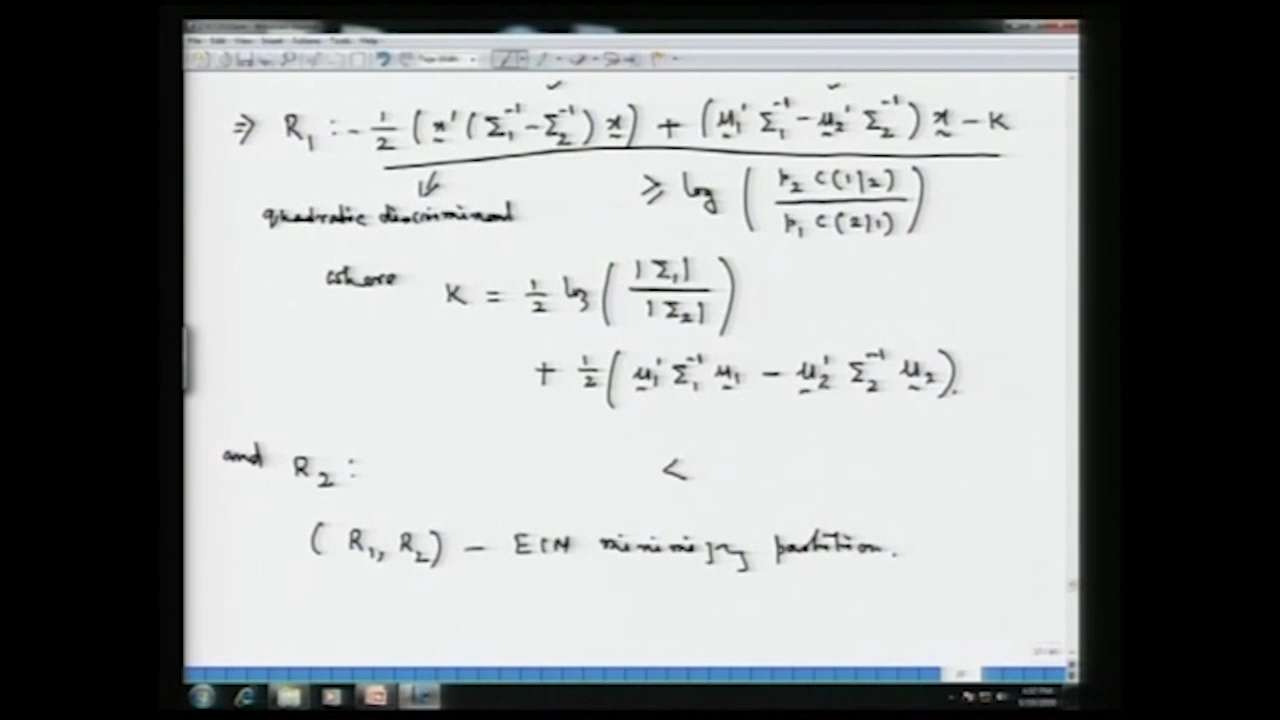 ⇒ R₁ : -1/2 (x' (Σ₁⁻¹ - Σ₂⁻¹) x) + (μ₁' Σ₁⁻¹ - μ₂' Σ₂⁻¹) x - K
≥ log ( p₂ C(1|2) / p₁ C(2|1) )
quadratic discriminant
where K = 1/2 log ( |Σ₁| / |Σ₂| )
+ 1/2 ( μ₁' Σ₁⁻¹ μ₁ - μ₂' Σ₂⁻¹ μ₂ ).
and R₂ : <
(R₁, R₂) - ECM minimizing partition.